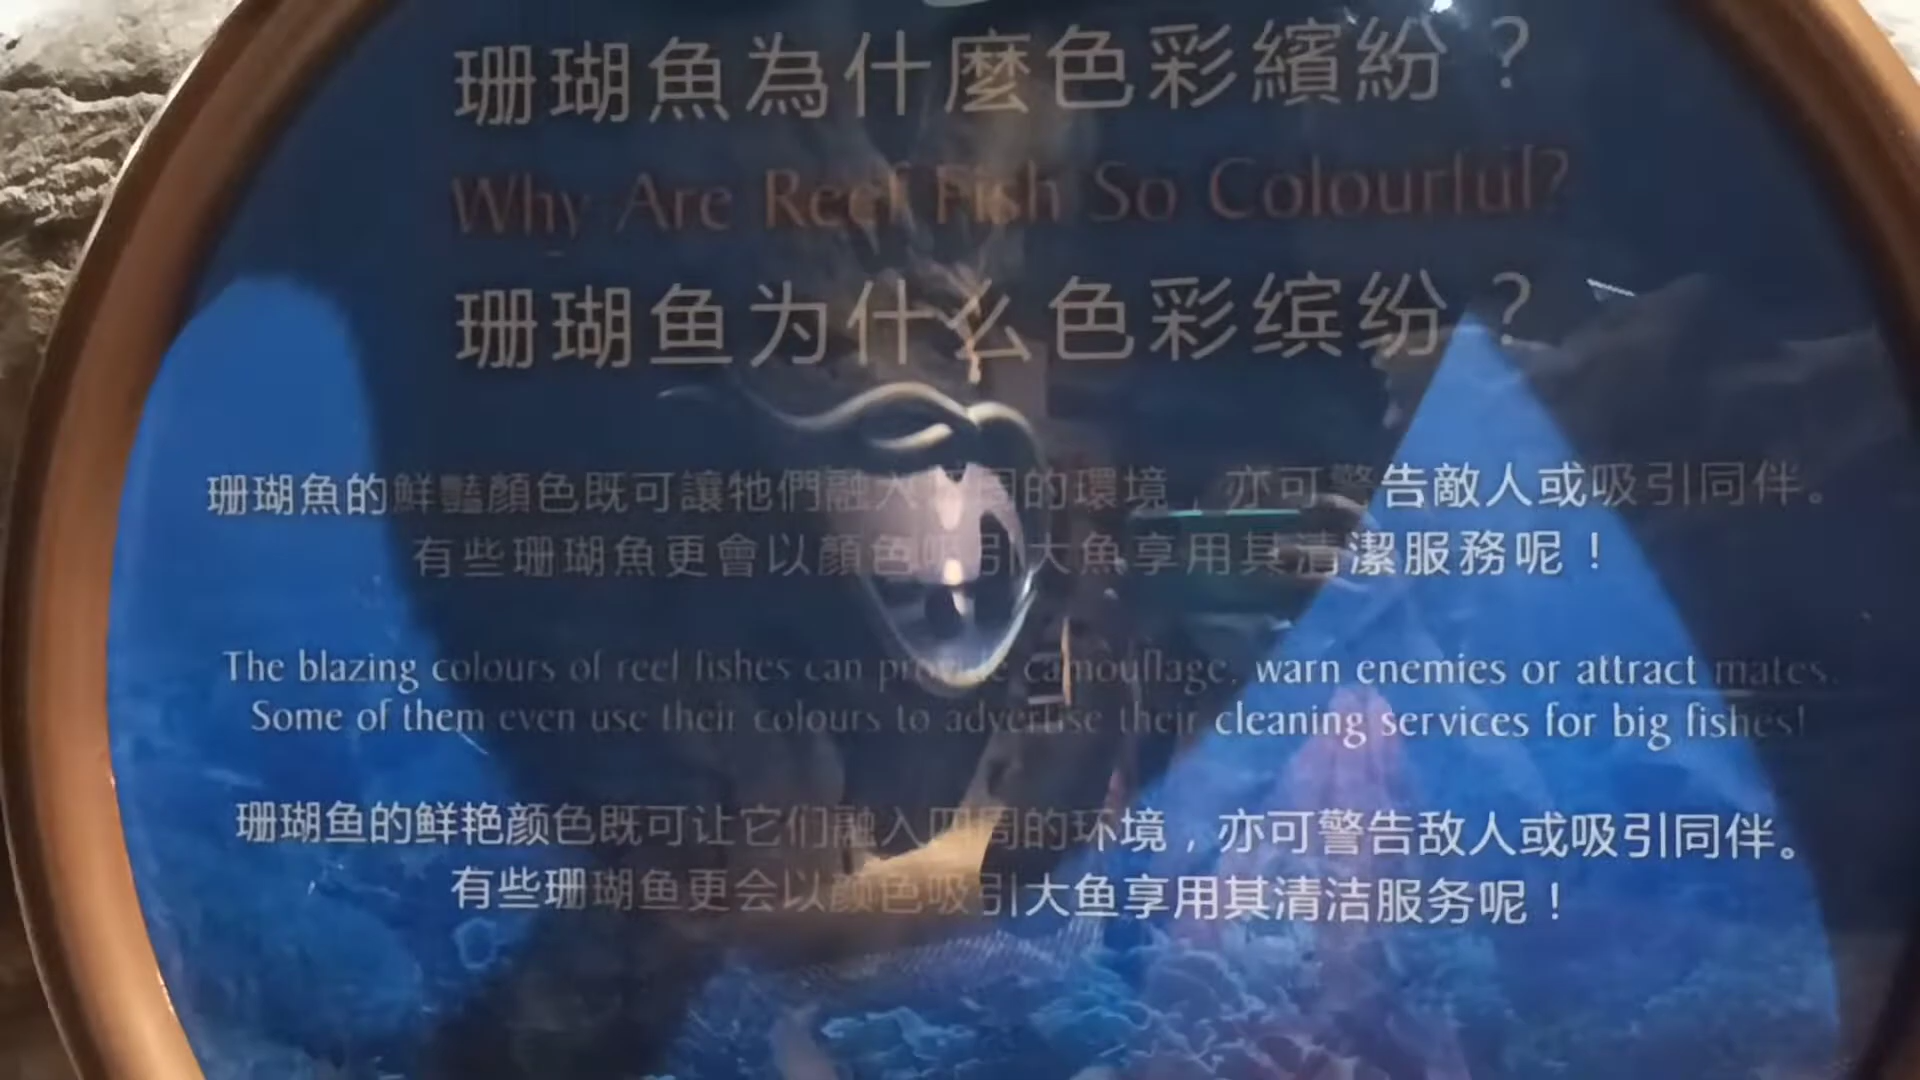 珊瑚魚為什麼色彩繽紛？
Why Are Reef Fish So Colourful?
珊瑚鱼为什么色彩缤纷？
珊瑚魚的鮮豔顏色既可讓牠們融入四周的環境，亦可警告敵人或吸引同伴。
有些珊瑚魚更會以顏色吸引大魚享用其清潔服務呢！
The blazing colours of reef fishes can provide camouflage, warn enemies or attract mates.
Some of them even use their colours to advertise their cleaning services for big fishes!
珊瑚鱼的鲜艳颜色既可让它们融入四周的环境，亦可警告敌人或吸引同伴。
有些珊瑚鱼更会以颜色吸引大鱼享用其清洁服务呢！